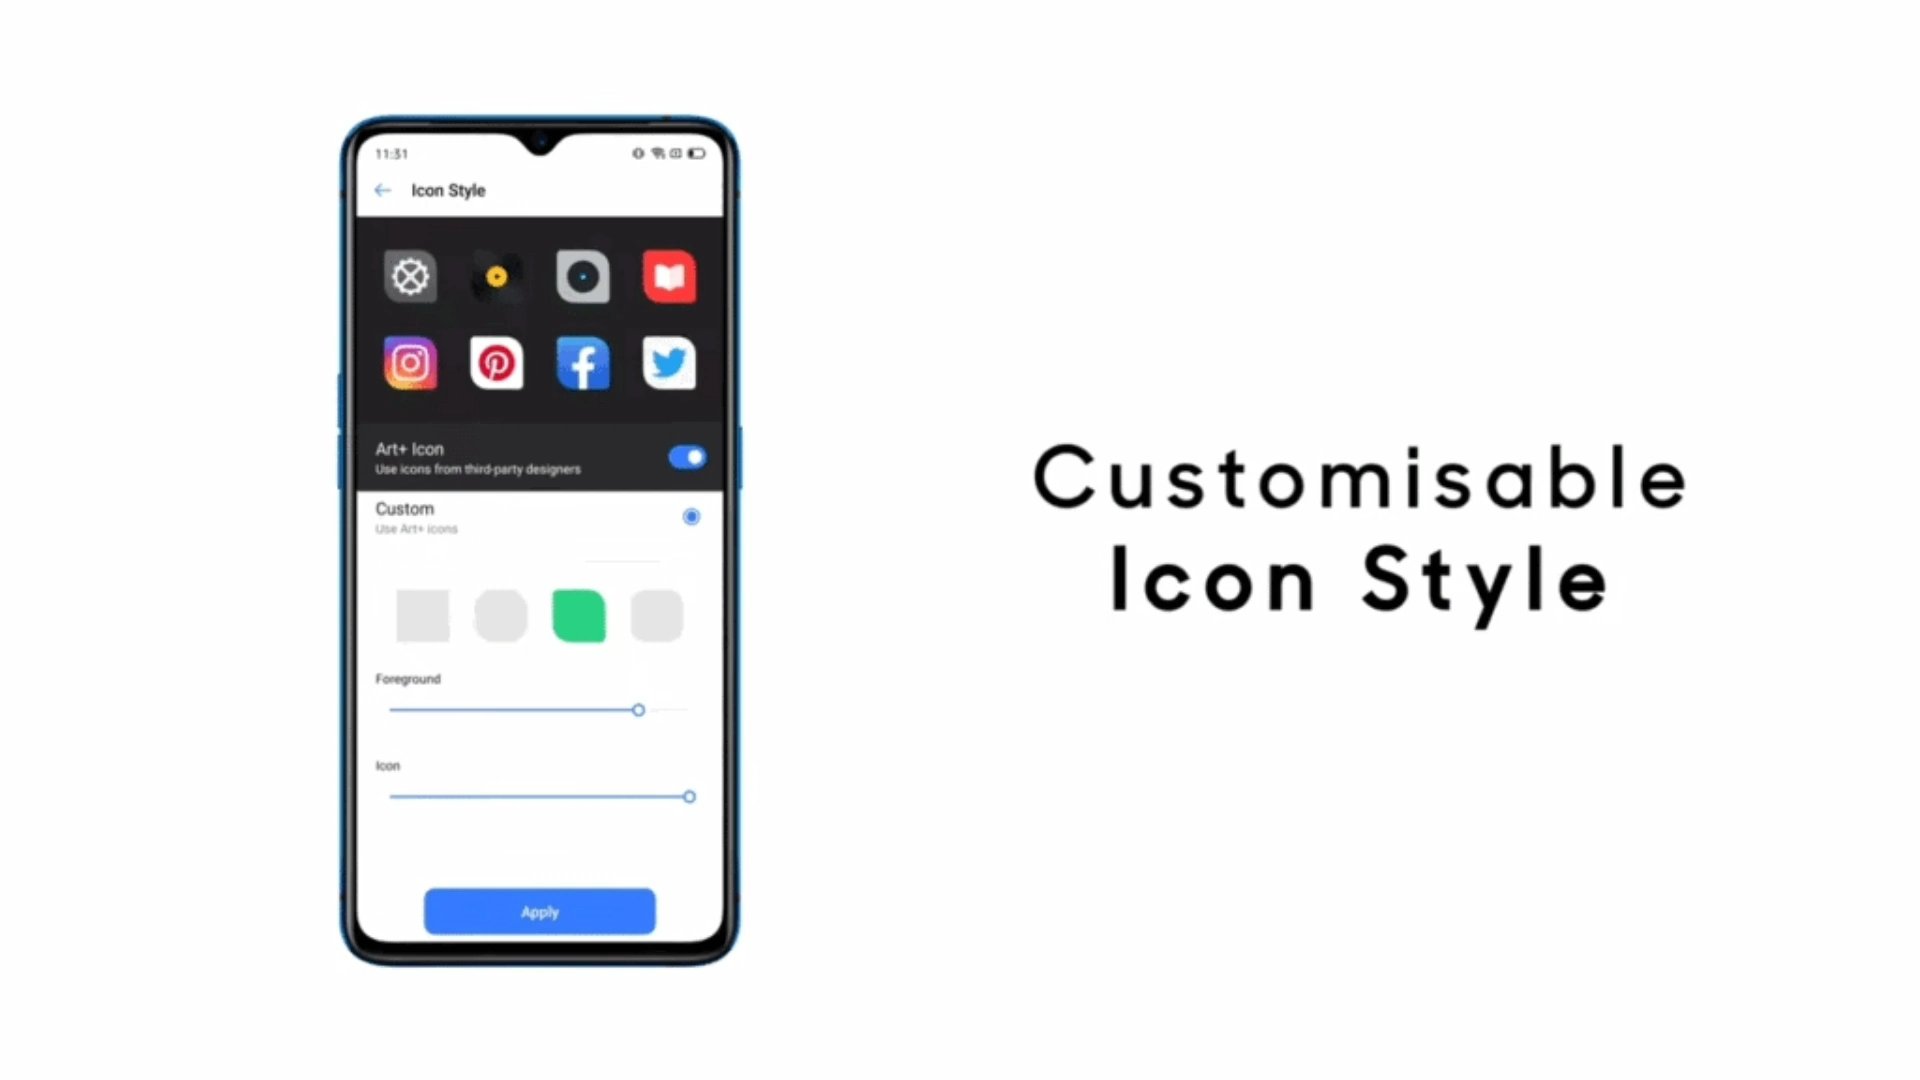 11:31
Icon Style
Art+ Icon
Use icons from third-party designers
Custom
Use Art+ icons
Foreground
Icon
Apply
Customisable
Icon Style